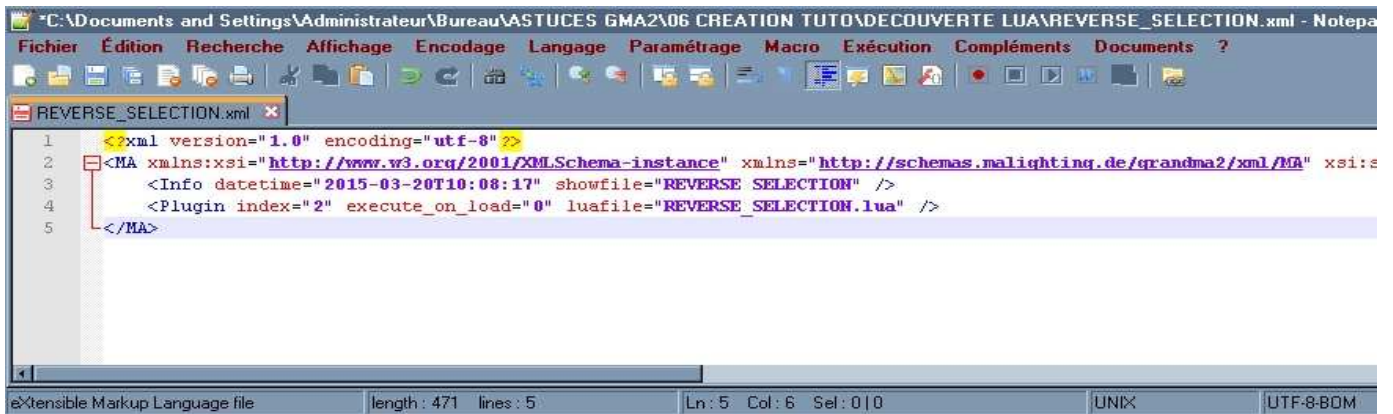 *C:\Documents and Settings\Administrateur\Bureau\ASTUCES GMA2\06 CREATION TUTO\DECOUVERTE LUA\REVERSE_SELECTION.xml - Notepa
Fichier Édition Recherche Affichage Encodage Langage Paramétrage Macro Exécution Compléments Documents ?
REVERSE_SELECTION.xml
1 <?xml version="1.0" encoding="utf-8"?>
2 <MA xmlns:xsi="http://www.w3.org/2001/XMLSchema-instance" xmlns="http://schemas.malighting.de/grandma2/xml/MA" xsi:s
3 <Info datetime="2015-03-20T10:08:17" showfile="REVERSE SELECTION" />
4 <Plugin index="2" execute_on_load="0" luafile="REVERSE_SELECTION.lua" />
5 </MA>
eXtensible Markup Language file length : 471 lines : 5 Ln : 5 Col : 6 Sel : 0 | 0 UNIX UTF-8-BOM